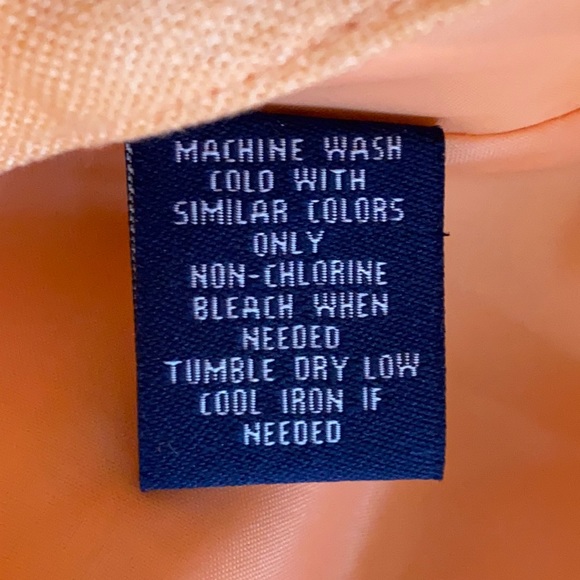 MACHINE WASH
COLD WITH
SIMILAR COLORS
ONLY
NON-CHLORINE
BLEACH WHEN
NEEDED
TUMBLE DRY LOW
COOL IRON IF
NEEDED